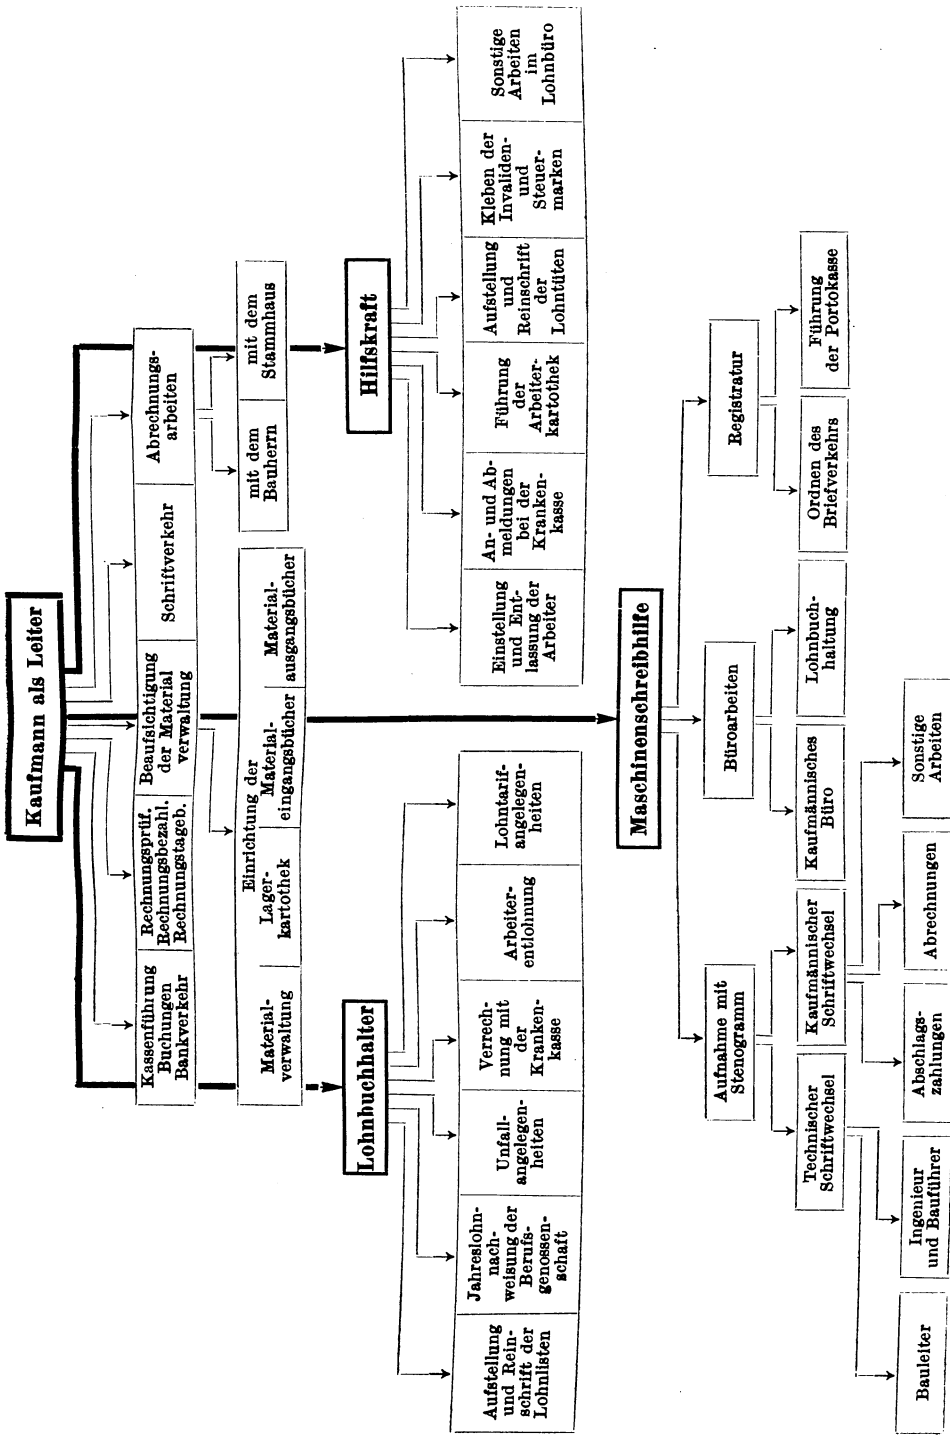 Kaufmann als Leiter
Kassenführung
Buchungen
Bankverkehr
Rechnungsprüf.
Rechnungsbezahl.
Rechnungstageb.
Beaufsichtigung
der Material
verwaltung
Schriftverkehr
Abrechnungs-
arbeiten
Einrichtung der
Material-
verwaltung
Lager-
kartothek
Material-
eingangsbücher
Material-
ausgangsbücher
mit dem
Bauherrn
mit dem
Stammhaus
Lohnbuchhalter
Hilfskraft
Aufstellung
und Rein-
schrift der
Lohnlisten
Jahreslohn-
nach-
weisung der
Berufs-
genossen-
schaft
Unfall-
angelegen-
heiten
Verrech-
nung mit
der
Kranken-
kasse
Arbeiter-
entlohnung
Lohntarif-
angelegen-
heiten
Einstellung
und Ent-
lassung der
Arbeiter
An- und Ab-
meldungen
bei der
Kranken-
kasse
Führung
der
Arbeiter-
kartothek
Aufstellung
und
Reinschrift
der
Lohntüten
Kleben der
Invaliden-
und
Steuer-
marken
Sonstige
Arbeiten
im
Lohnbüro
Maschinenschreibhilfe
Aufnahme mit
Stenogramm
Büroarbeiten
Registratur
Technischer
Schriftwechsel
Kaufmännischer
Schriftwechsel
Kaufmännisches
Büro
Lohnbuch-
haltung
Ordnen des
Briefverkehrs
Führung
der Portokasse
Bauleiter
Ingenieur
und Bauführer
Abschlags-
zahlungen
Abrechnungen
Sonstige
Arbeiten